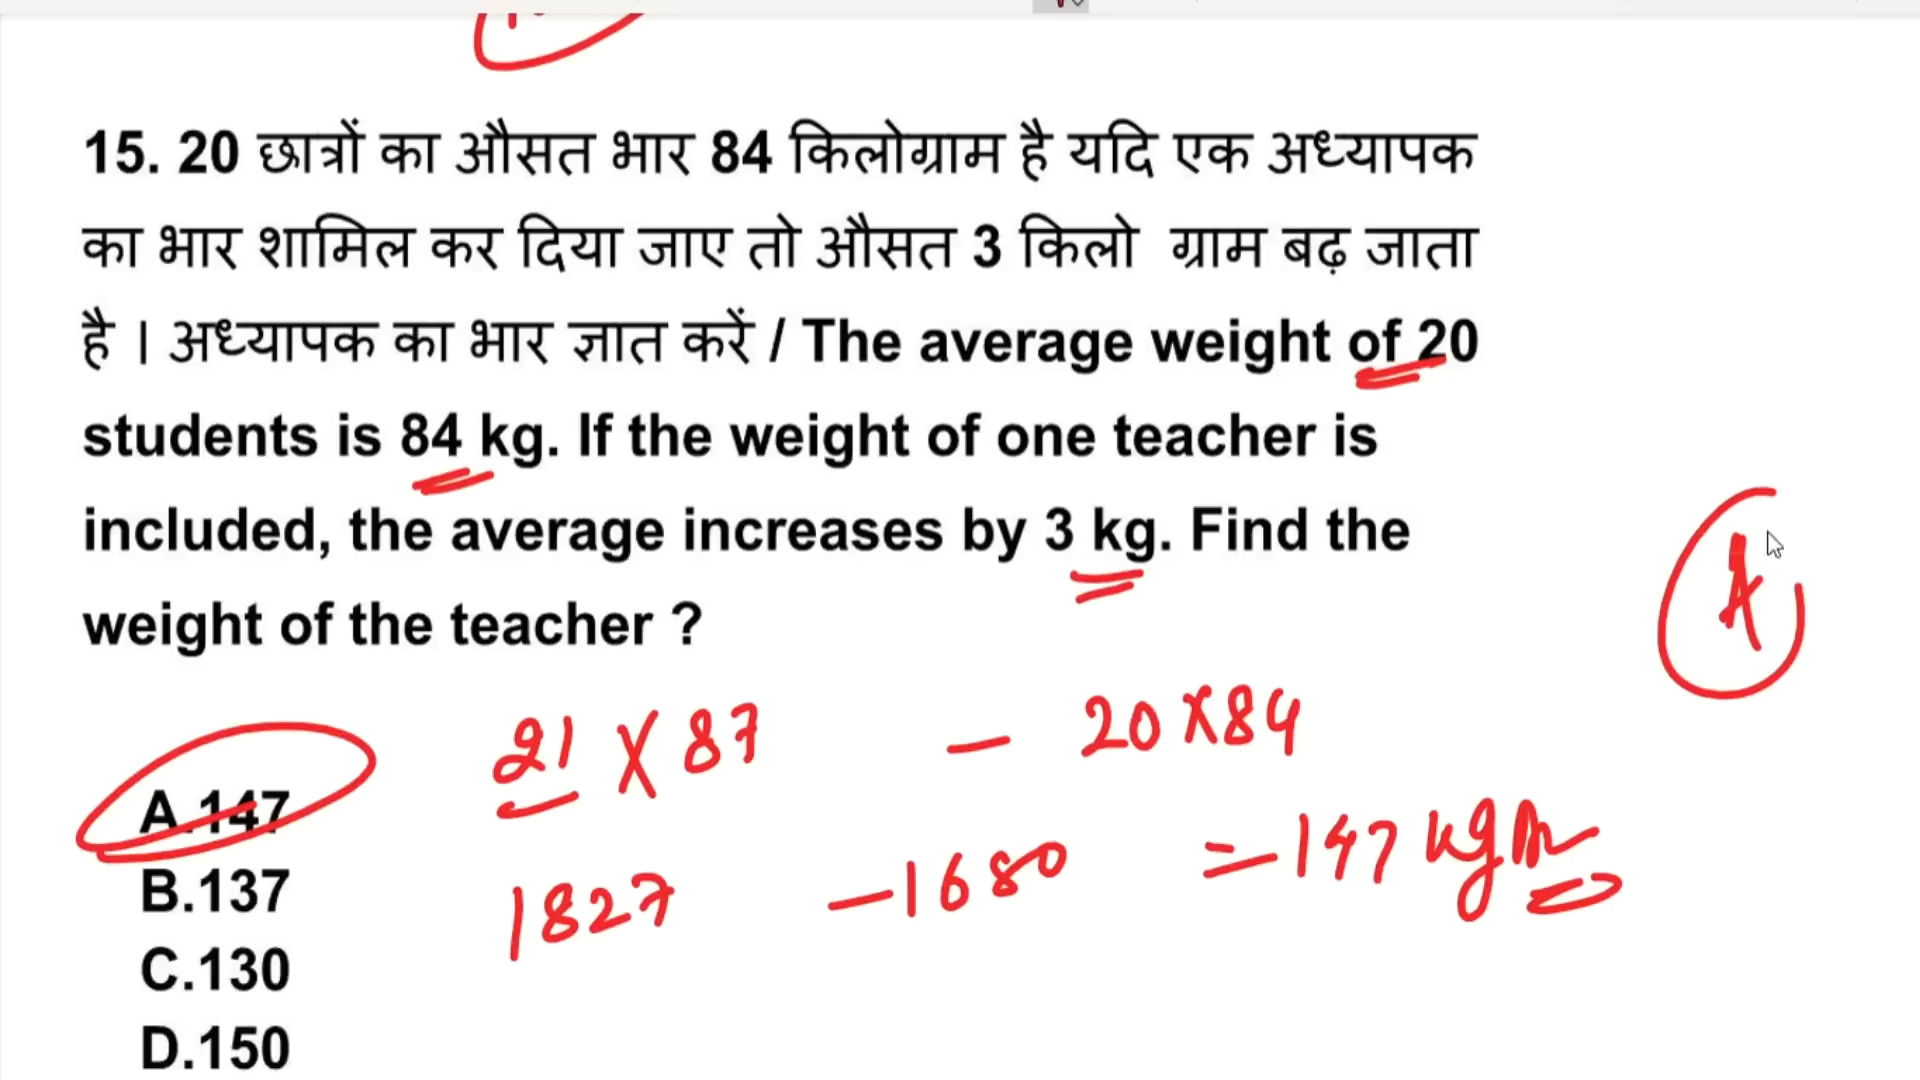 15. 20 छात्रों का औसत भार 84 किलोग्राम है यदि एक अध्यापक
का भार शामिल कर दिया जाए तो औसत 3 किलो ग्राम बढ़ जाता
है । अध्यापक का भार ज्ञात करें / The average weight of 20
students is 84 kg. If the weight of one teacher is
included, the average increases by 3 kg. Find the
weight of the teacher ?
A
21 X 87 - 20 X 84
A.147
1827 - 1680 = 147 kgm
B.137
C.130
D.150